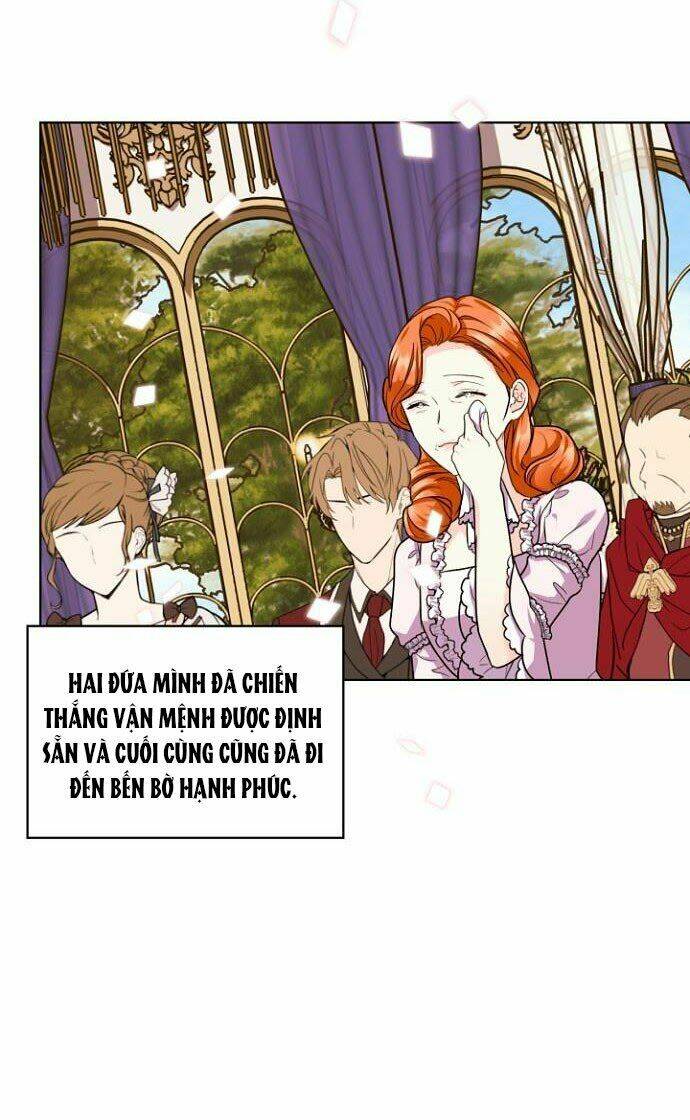 HAI ĐỨA MÌNH ĐÃ CHIẾN
THẮNG VẬN MỆNH ĐƯỢC ĐỊNH
SẴN VÀ CUỐI CÙNG CŨNG ĐÃ ĐI
ĐẾN BẾN BỜ HẠNH PHÚC.